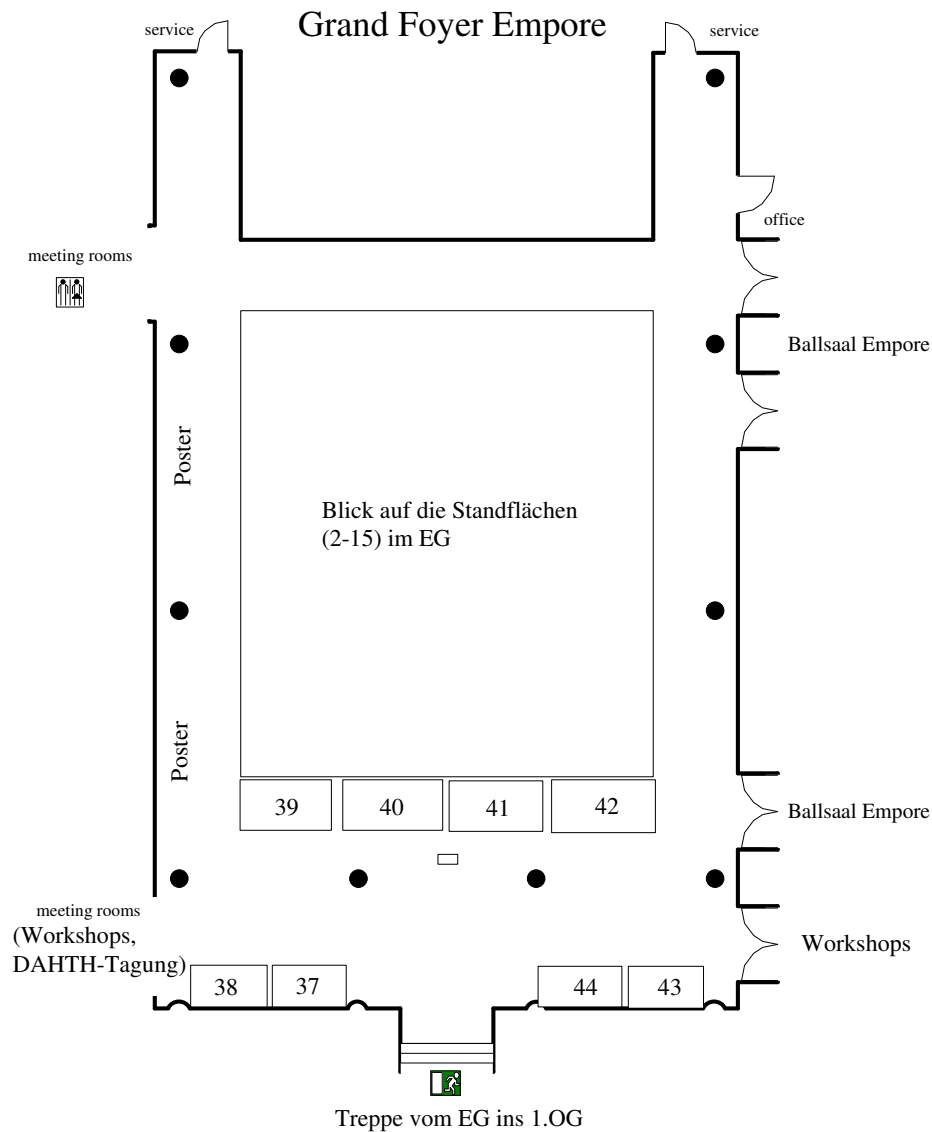 Grand Foyer Empore
service
service
office
meeting rooms
Ballsaal Empore
Poster
Blick auf die Standflächen
(2-15) im EG
Poster
39
40
41
42
Ballsaal Empore
meeting rooms
(Workshops,
DAHTH-Tagung)
Workshops
38
37
44
43
Treppe vom EG ins 1.OG